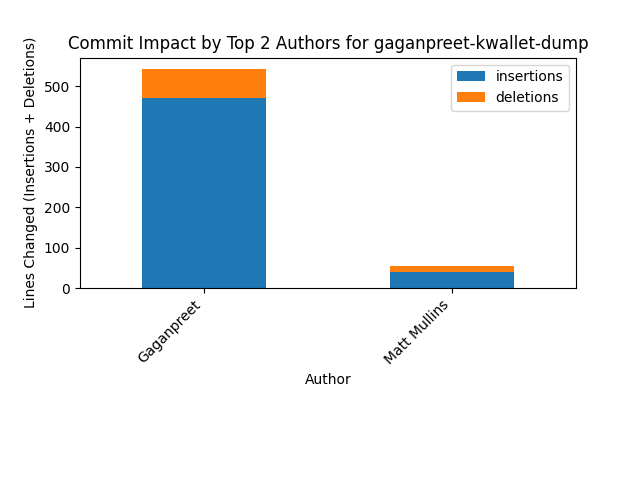 Commit Impact by Top 2 Authors for gaganpreet-kwallet-dump
Lines Changed (Insertions + Deletions)
500
400
300
200
100
0
insertions
deletions
Gaganpreet
Matt Mullins
Author